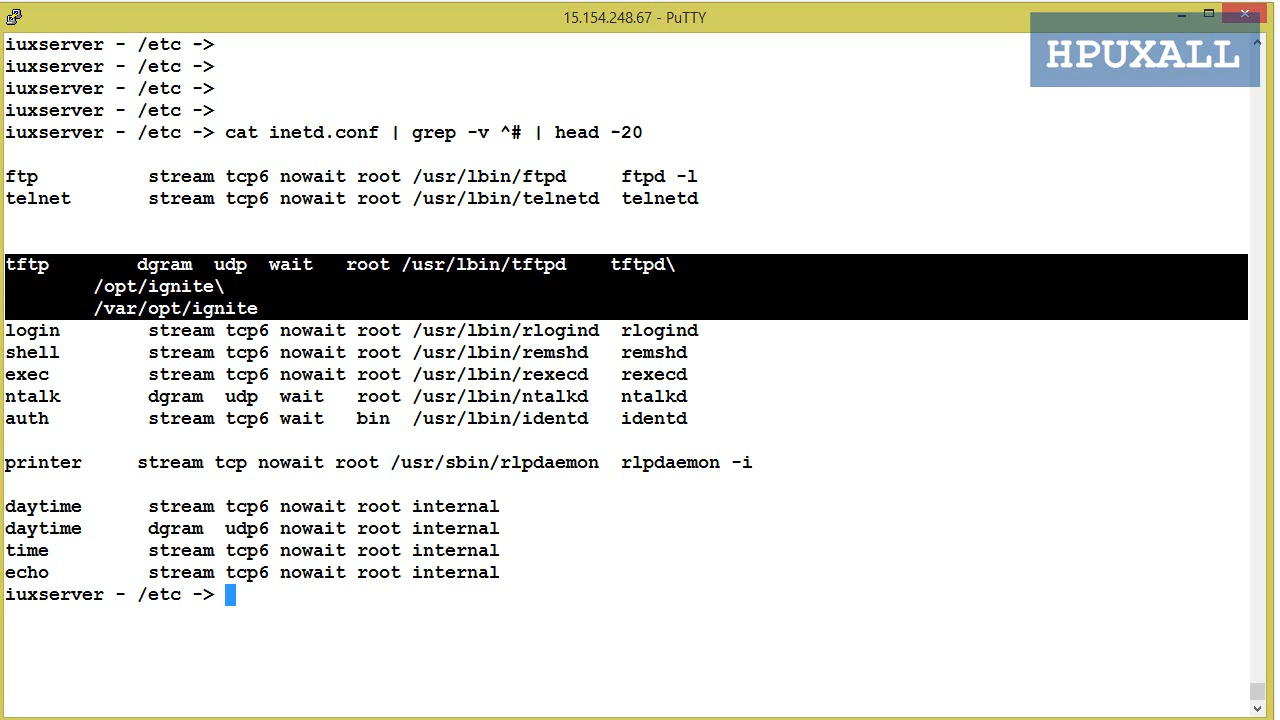 15.154.248.67 - PuTTY
HPUXALL
iuxserver - /etc ->
iuxserver - /etc ->
iuxserver - /etc ->
iuxserver - /etc ->
iuxserver - /etc -> cat inetd.conf | grep -v ^# | head -20
ftp          stream tcp6 nowait root /usr/lbin/ftpd     ftpd -l
telnet       stream tcp6 nowait root /usr/lbin/telnetd  telnetd
tftp        dgram  udp  wait   root /usr/lbin/tftpd    tftpd\
        /opt/ignite\
        /var/opt/ignite
login        stream tcp6 nowait root /usr/lbin/rlogind  rlogind
shell        stream tcp6 nowait root /usr/lbin/remshd   remshd
exec         stream tcp6 nowait root /usr/lbin/rexecd   rexecd
ntalk        dgram  udp  wait   root /usr/lbin/ntalkd   ntalkd
auth         stream tcp6 wait   bin  /usr/lbin/identd   identd
printer     stream tcp nowait root /usr/sbin/rlpdaemon  rlpdaemon -i
daytime      stream tcp6 nowait root internal
daytime      dgram  udp6 nowait root internal
time         stream tcp6 nowait root internal
echo         stream tcp6 nowait root internal
iuxserver - /etc ->